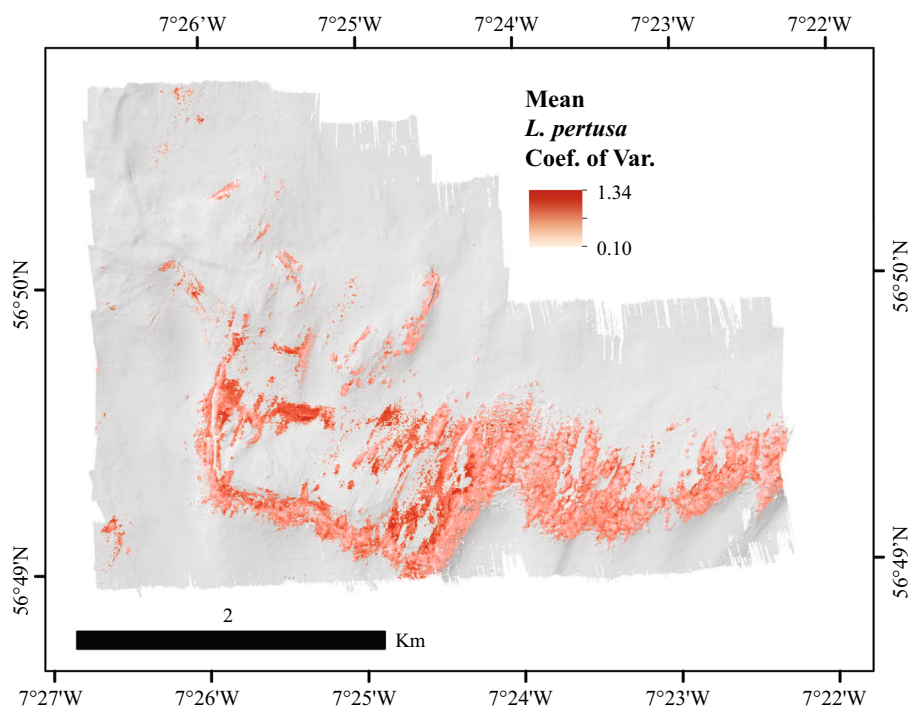 7°26'W 7°25'W 7°24'W 7°23'W 7°22'W
Mean
L. pertusa
Coef. of Var.
1.34
0.10
56°50'N
56°50’N
56°49'N
56°49’N
2
Km
7°27'W 7°26'W 7°25'W 7°24'W 7°23'W 7°22'W